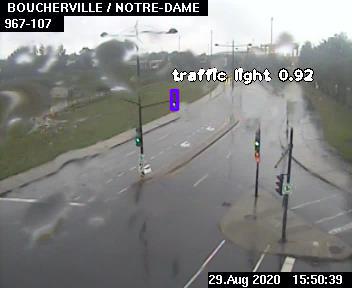 BOUCHERVILLE / NOTRE-DAME
967-107
traffic light 0.92
29.Aug 2020 15:50:39